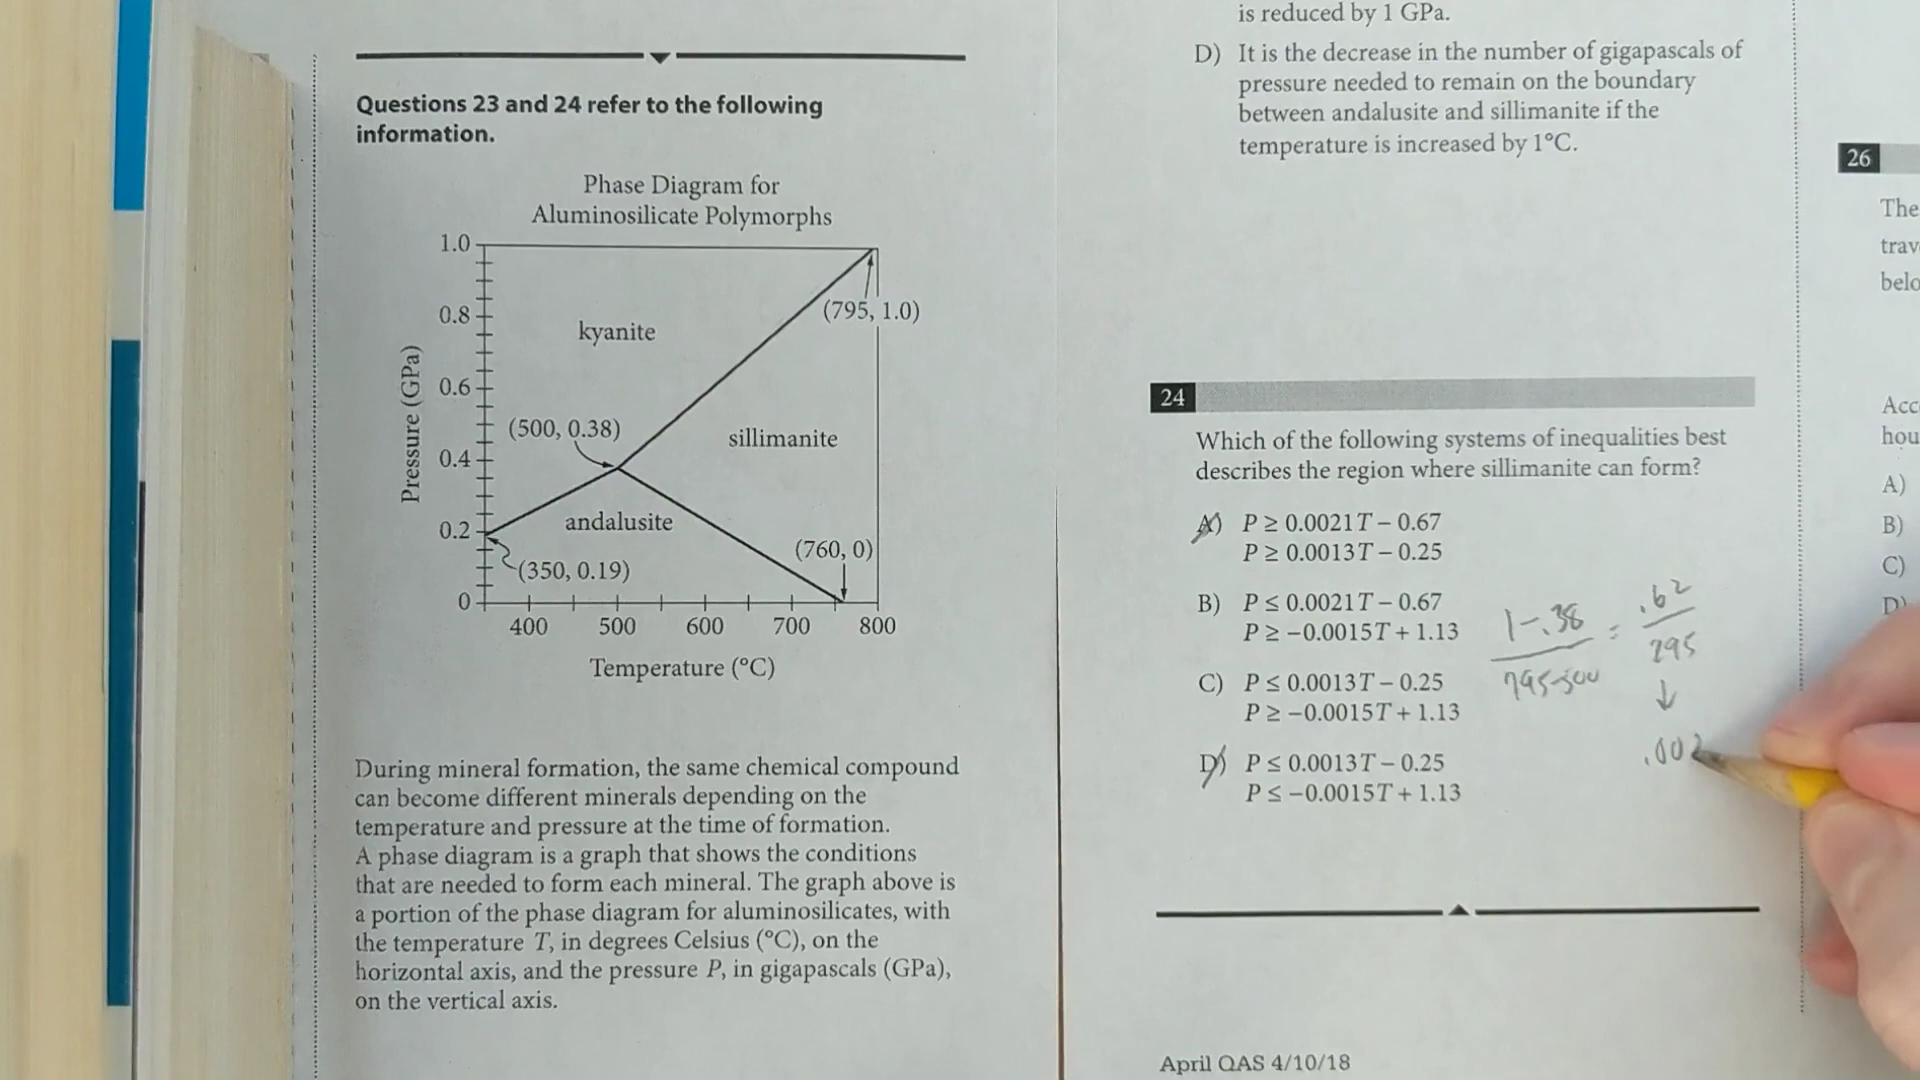 Questions 23 and 24 refer to the following
information.
Phase Diagram for
Aluminosilicate Polymorphs
1.0
0.8
0.6
0.4
0.2
0
Pressure (GPa)
kyanite
(795, 1.0)
(500, 0.38)
sillimanite
andalusite
(760, 0)
(350, 0.19)
400 500 600 700 800
Temperature (°C)
During mineral formation, the same chemical compound
can become different minerals depending on the
temperature and pressure at the time of formation.
A phase diagram is a graph that shows the conditions
that are needed to form each mineral. The graph above is
a portion of the phase diagram for aluminosilicates, with
the temperature T, in degrees Celsius (°C), on the
horizontal axis, and the pressure P, in gigapascals (GPa),
on the vertical axis.
is reduced by 1 GPa.
D) It is the decrease in the number of gigapascals of
pressure needed to remain on the boundary
between andalusite and sillimanite if the
temperature is increased by 1°C.
24
Which of the following systems of inequalities best
describes the region where sillimanite can form?
A) P ≥ 0.0021T – 0.67
P ≥ 0.0013T – 0.25
B) P ≤ 0.0021T – 0.67
P ≥ –0.0015T + 1.13
C) P ≤ 0.0013T – 0.25
P ≥ –0.0015T + 1.13
D) P ≤ 0.0013T – 0.25
P ≤ –0.0015T + 1.13
1-.38 = .62
795-500 295
↓
.002
April QAS 4/10/18
26
The
trav
belo
Acc
hou
A)
B)
C)
D)